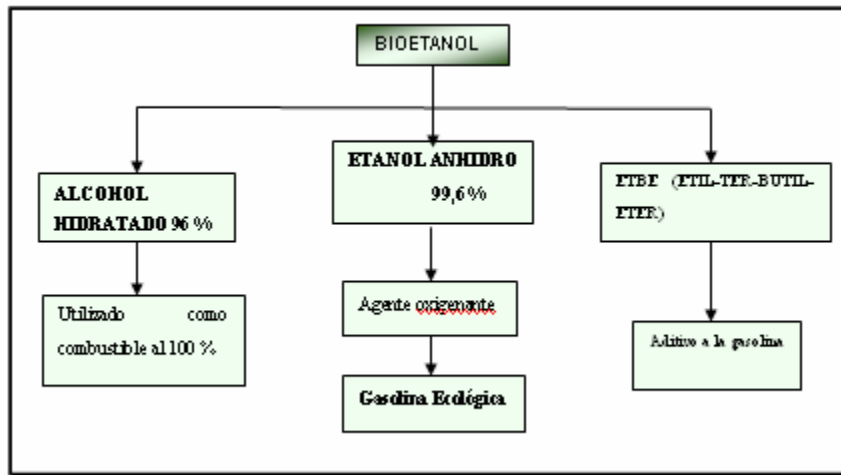 BIOETANOL
ALCOHOL
HIDRATADO 96 %
Utilizado como
combustible al 100 %
ETANOL ANHIDRO
99,6 %
Agente oxigenante
Gasolina Ecológica
ETBE (ETIL-TER-BUTIL-
ETER)
Aditivo a la gasolina